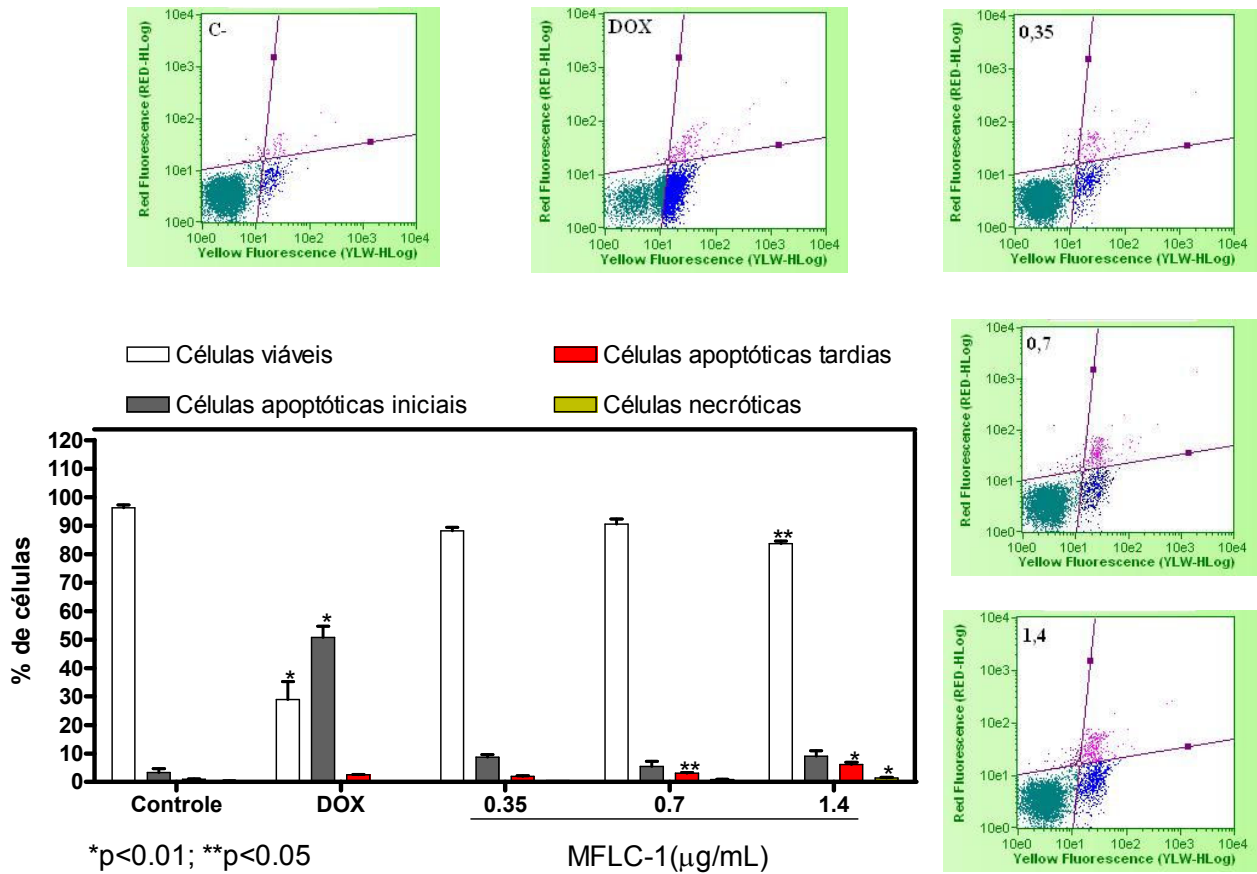 C-
10e4
10e3
10e2
10e1
10e0
Red Fluorescence (RED-HLog)
10e0 10e1 10e2 10e3 10e4
Yellow Fluorescence (YLW-HLog)
DOX
10e4
10e3
10e2
10e1
10e0
Red Fluorescence (RED-HLog)
10e0 10e1 10e2 10e3 10e4
Yellow Fluorescence (YLW-HLog)
0,35
10e4
10e3
10e2
10e1
10e0
Red Fluorescence (RED-HLog)
10e0 10e1 10e2 10e3 10e4
Yellow Fluorescence (YLW-HLog)
0,7
10e4
10e3
10e2
10e1
10e0
Red Fluorescence (RED-HLog)
10e0 10e1 10e2 10e3 10e4
Yellow Fluorescence (YLW-HLog)
1,4
10e4
10e3
10e2
10e1
10e0
Red Fluorescence (RED-HLog)
10e0 10e1 10e2 10e3 10e4
Yellow Fluorescence (YLW-HLog)
Células viáveis
Células apoptóticas tardias
Células apoptóticas iniciais
Células necróticas
% de células
120
110
100
90
80
70
60
50
40
30
20
10
0
* * ** ** * *
Controle DOX 0.35 0.7 1.4
*p<0.01; **p<0.05
MFLC-1(μg/mL)